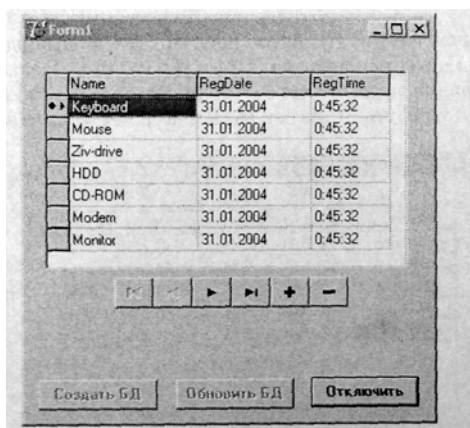 Form1
Name RegDate RegTime
Keyboard 31.01.2004 0:45:32
Mouse 31.01.2004 0:45:32
Ziv-drive 31.01.2004 0:45:32
HDD 31.01.2004 0:45:32
CD-ROM 31.01.2004 0:45:32
Modem 31.01.2004 0:45:32
Monitor 31.01.2004 0:45:32
Создать БД Обновить БД Отключить